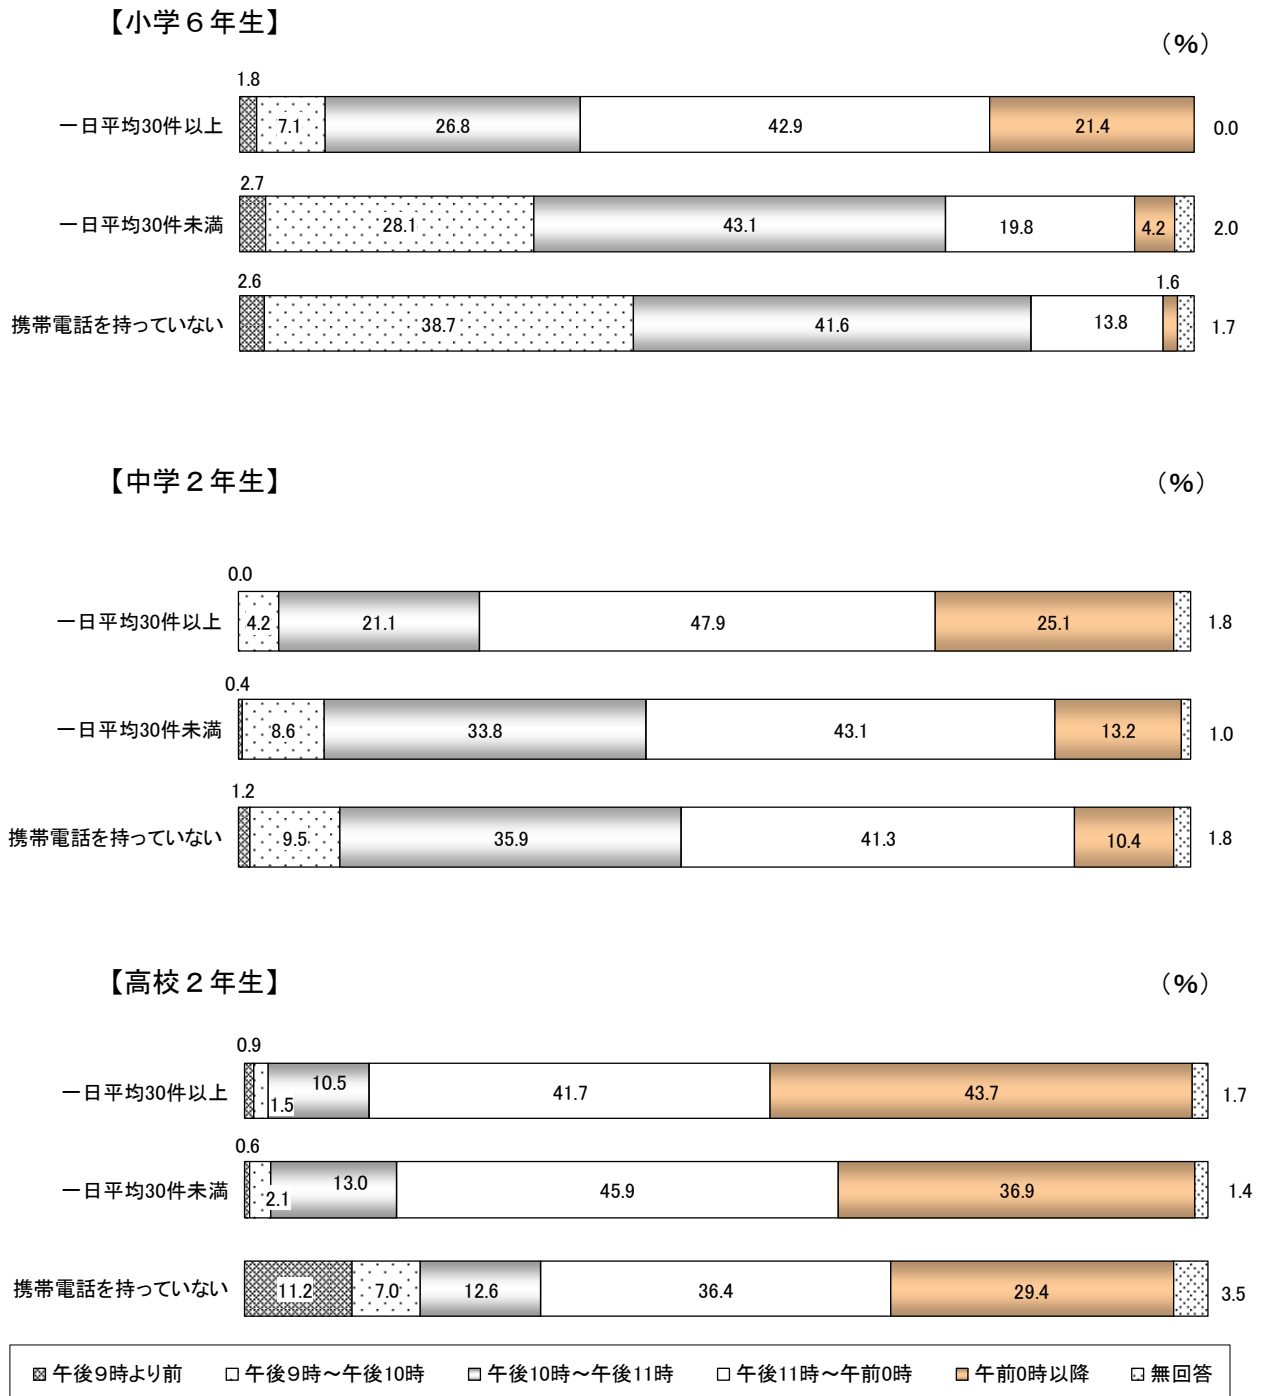 【小学６年生】
（％）
1.8
一日平均30件以上 7.1 26.8 42.9 21.4 0.0
2.7
一日平均30件未満 28.1 43.1 19.8 4.2 2.0
2.6 1.6
携帯電話を持っていない 38.7 41.6 13.8 1.7
【中学２年生】 （％）
0.0
一日平均30件以上 4.2 21.1 47.9 25.1 1.8
0.4
一日平均30件未満 8.6 33.8 43.1 13.2 1.0
1.2
携帯電話を持っていない 9.5 35.9 41.3 10.4 1.8
【高校２年生】 （％）
0.9
一日平均30件以上 1.5 10.5 41.7 43.7 1.7
0.6
一日平均30件未満 2.1 13.0 45.9 36.9 1.4
携帯電話を持っていない 11.2 7.0 12.6 36.4 29.4 3.5
午後９時より前 午後９時～午後10時 午後10時～午後11時 午後11時～午前0時 午前0時以降 無回答